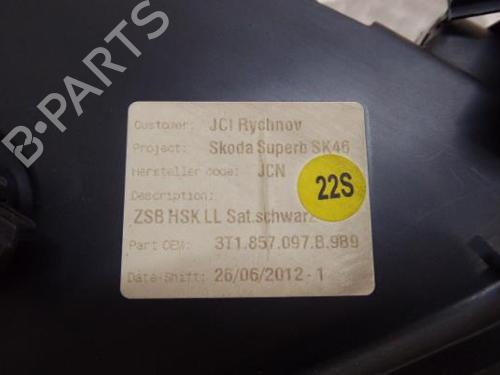 Customer: JCI Rychnov
Project: Skoda Superb SK46
Hersteller code: JCN
22S
Description:
ZSB HSK LL Sat.schwarz
Part OEM: 3T1.857.097.B.9B9
Date-Shift: 26/06/2012 - 1
B-PARTS